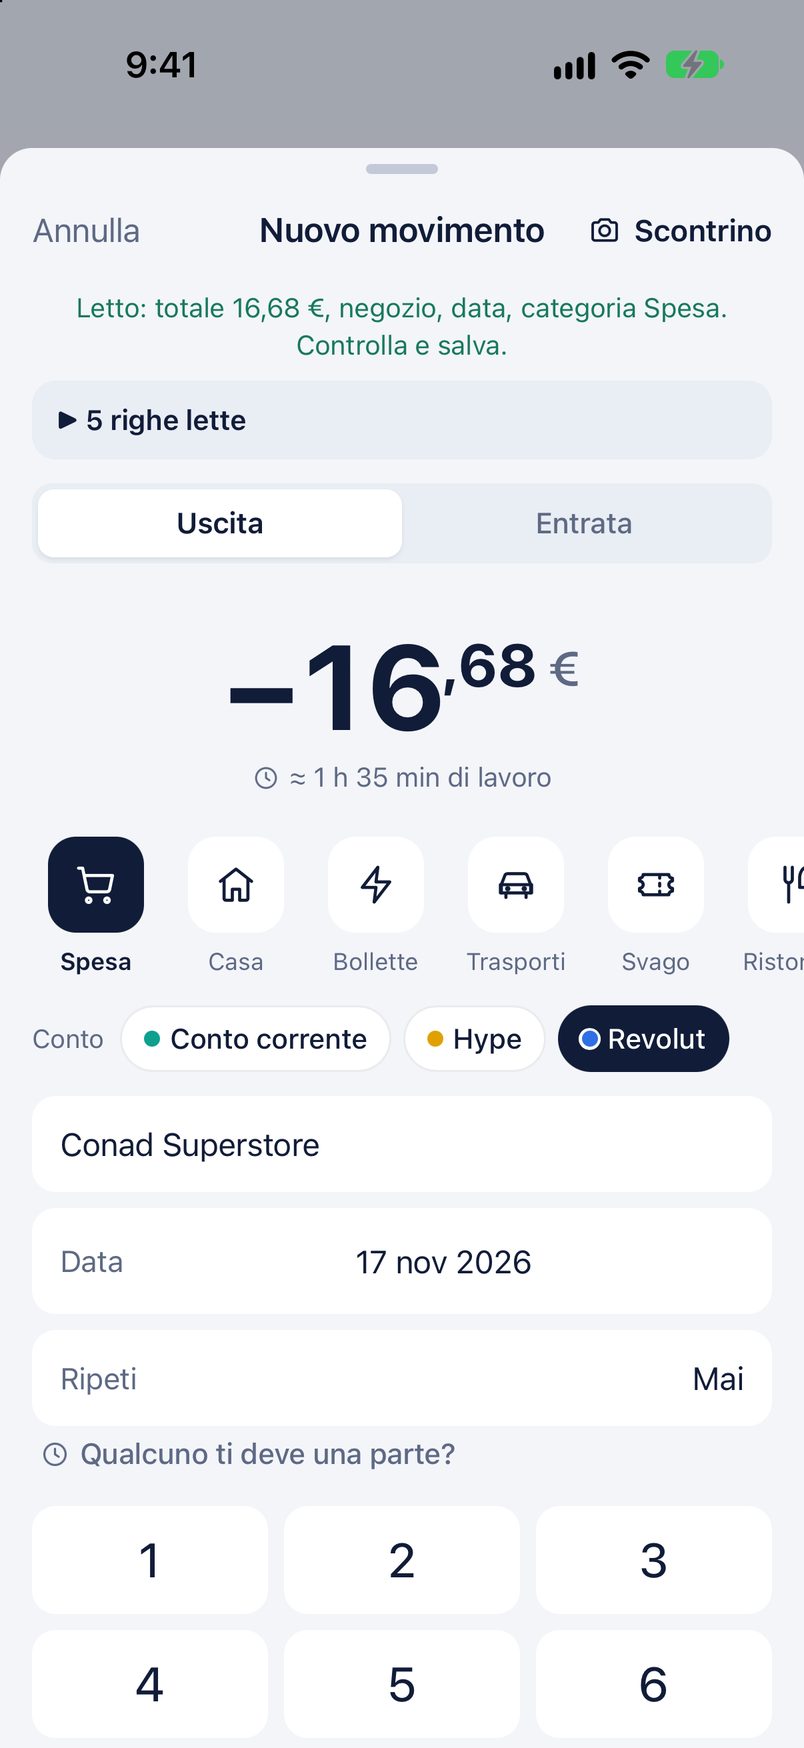 9:41
Annulla
Nuovo movimento
Scontrino
Letto: totale 16,68 €, negozio, data, categoria Spesa.
Controlla e salva.
5 righe lette
Uscita
Entrata
−16,68 €
≈ 1 h 35 min di lavoro
Spesa
Casa
Bollette
Trasporti
Svago
Ristor
Conto
Conto corrente
Hype
Revolut
Conad Superstore
Data
17 nov 2026
Ripeti
Mai
Qualcuno ti deve una parte?
1
2
3
4
5
6